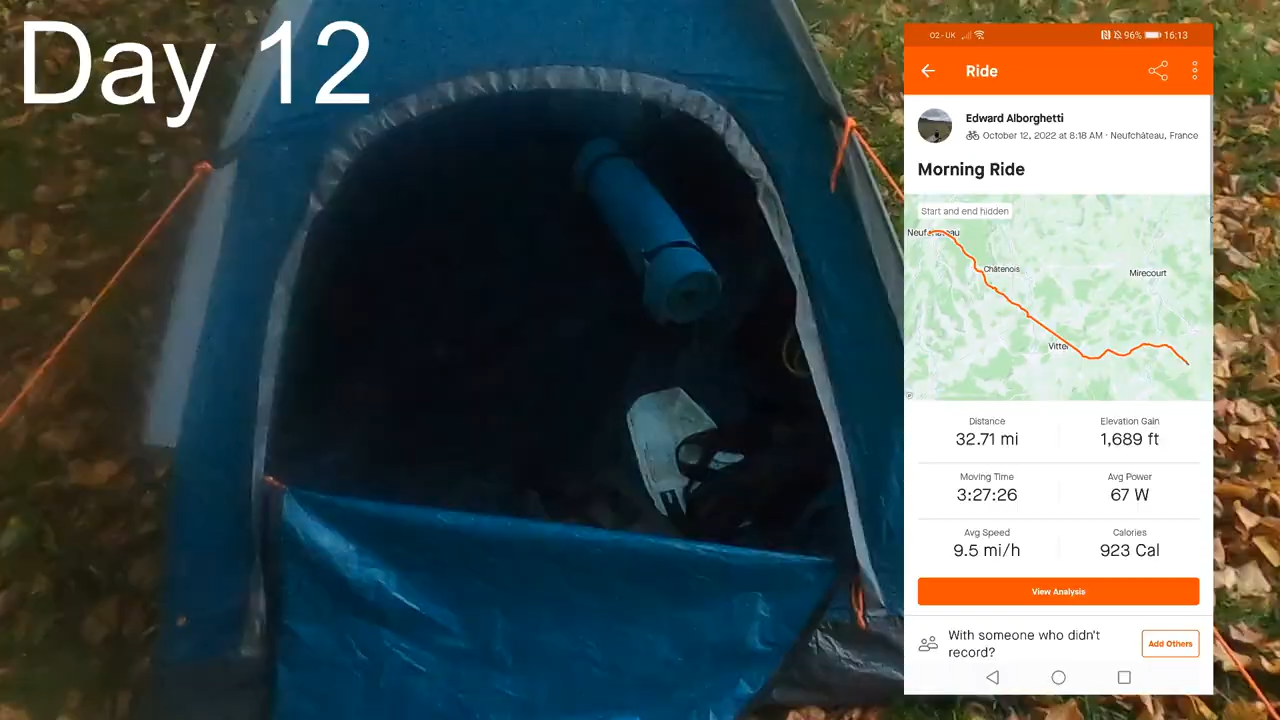 Day 12
O2-UK 96% 16:13
Ride
Edward Alborghetti
October 12, 2022 at 8:18 AM · Neufchâteau, France
Morning Ride
Start and end hidden
Neufchâteau
Châtenois
Mirecourt
Vittel
Distance Elevation Gain
32.71 mi 1,689 ft
Moving Time Avg Power
3:27:26 67 W
Avg Speed Calories
9.5 mi/h 923 Cal
View Analysis
With someone who didn't
record?
Add Others